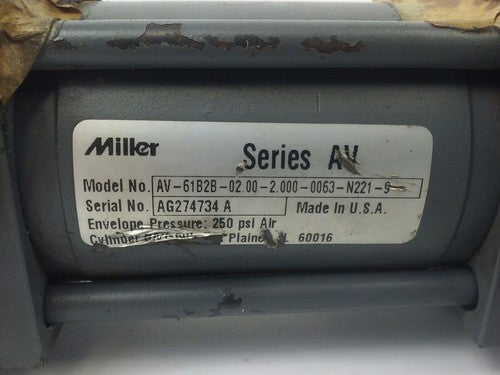 Miller
Series AV
Model No. AV-61B2B-02.00-2.000-0063-N221-9
Serial No. AG274734 A Made In U.S.A.
Envelope Pressure: 250 psi Air
Cylinder 60016